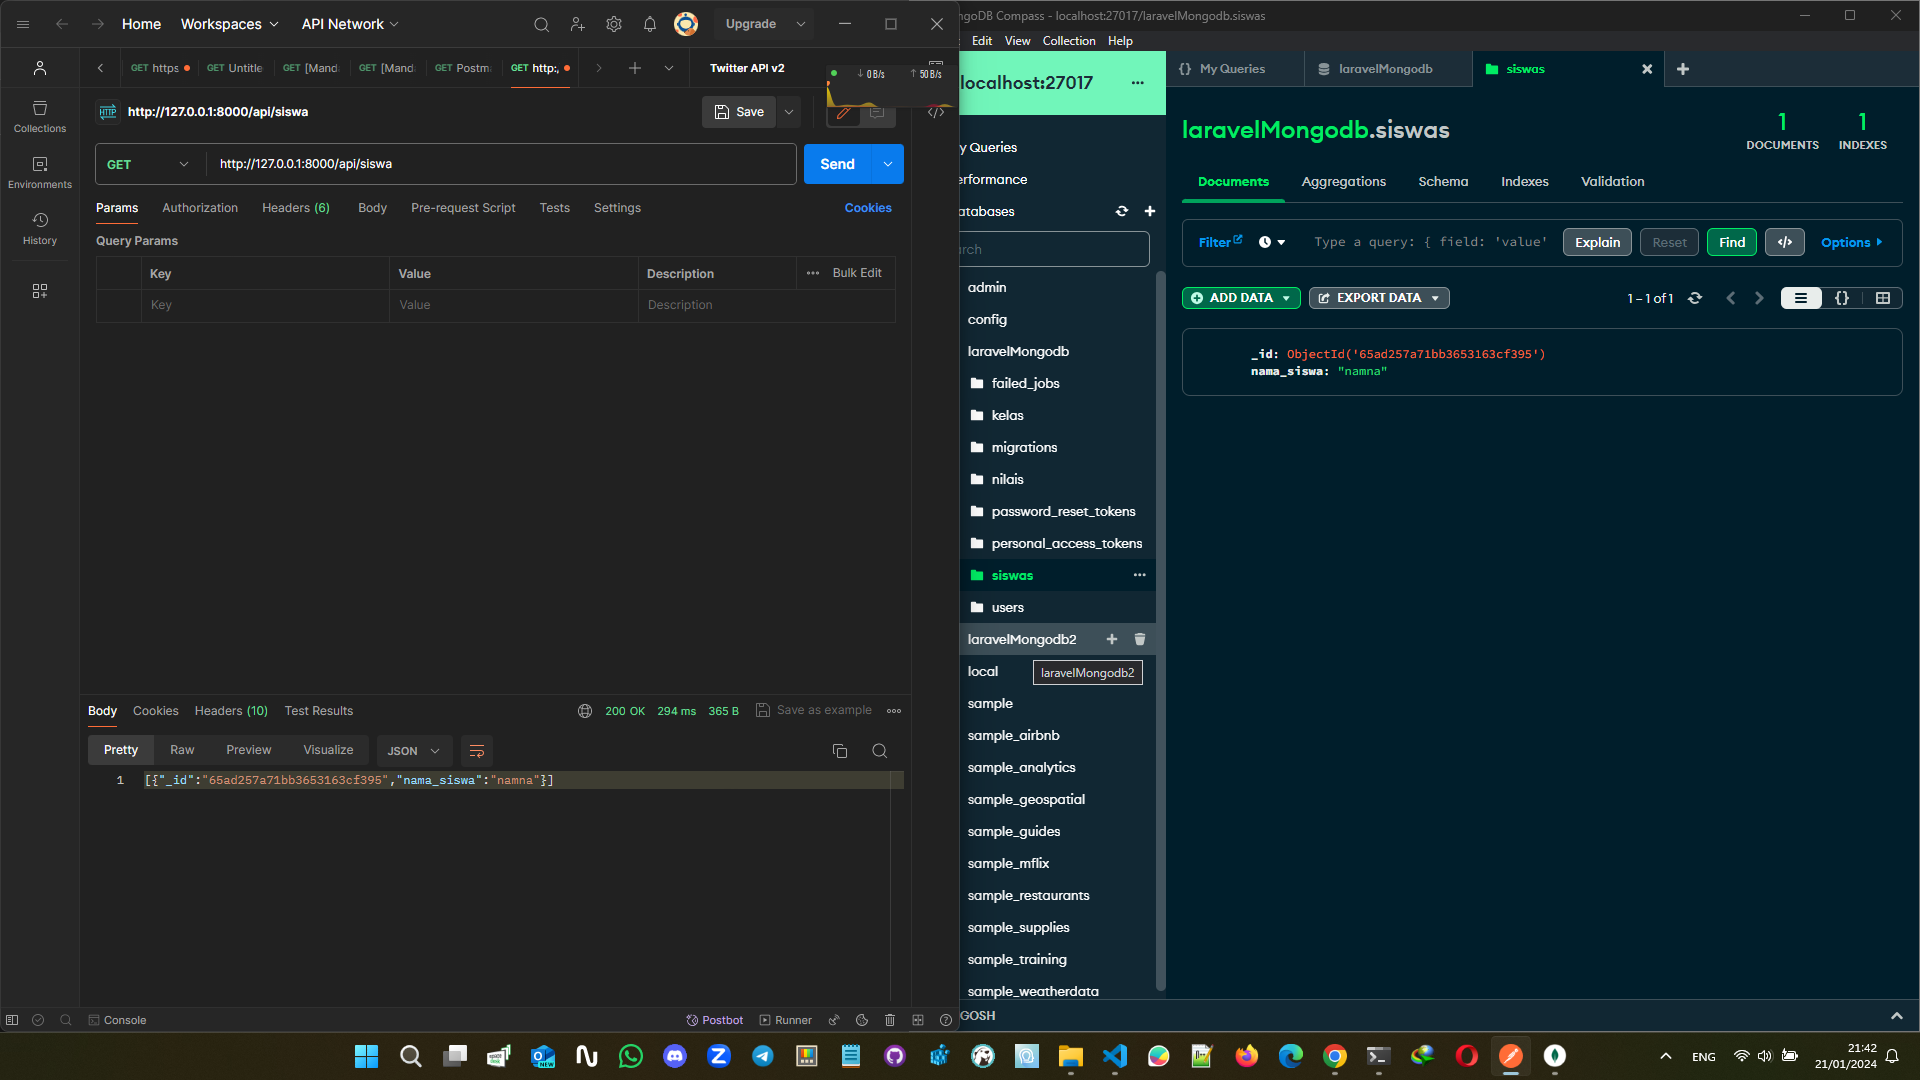 Home
Workspaces
API Network
Upgrade
GET https
GET Untitle
GET [Mand
GET [Mand
GET Postm
GET http:,
Twitter API v2
0 B/s
50 B/s
HTTP
http://127.0.0.1:8000/api/siswa
Save
Collections
Environments
History
GET
http://127.0.0.1:8000/api/siswa
Send
Params
Authorization
Headers (6)
Body
Pre-request Script
Tests
Settings
Cookies
Query Params
Key
Value
Description
Bulk Edit
Key
Value
Description
Body
Cookies
Headers (10)
Test Results
200 OK
294 ms
365 B
Save as example
Pretty
Raw
Preview
Visualize
JSON
1
[{"_id":"65ad257a71bb3653163cf395","nama_siswa":"namna"}]
Console
Postbot
Runner
ngoDB Compass - localhost:27017/laravelMongodb.siswas
Edit
View
Collection
Help
localhost:27017
{} My Queries
laravelMongodb
siswas
y Queries
erformance
atabases
rch
admin
config
laravelMongodb
failed_jobs
kelas
migrations
nilais
password_reset_tokens
personal_access_tokens
siswas
users
laravelMongodb2
local
laravelMongodb2
sample
sample_airbnb
sample_analytics
sample_geospatial
sample_guides
sample_mflix
sample_restaurants
sample_supplies
sample_training
sample_weatherdata
GOSH
laravelMongodb.siswas
1
DOCUMENTS
1
INDEXES
Documents
Aggregations
Schema
Indexes
Validation
Filter
Type a query: { field: 'value'
Explain
Reset
Find
</>
Options
ADD DATA
EXPORT DATA
1 – 1 of 1
{}
_id: ObjectId('65ad257a71bb3653163cf395')
nama_siswa: "namna"
NEW
ENG
21:42
21/01/2024